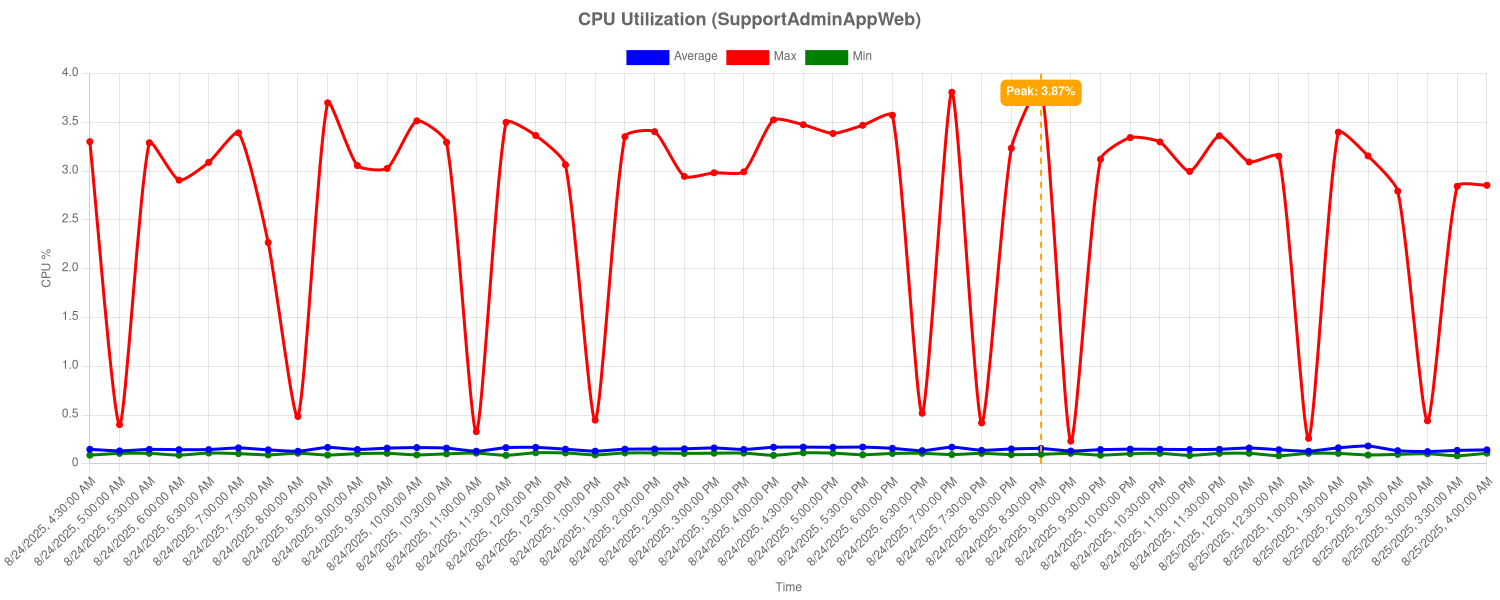 CPU Utilization (SupportAdminAppWeb)
Average
Max
Min
Peak: 3.87%
4.0
3.5
3.0
2.5
2.0
1.5
1.0
0.5
0
CPU %
8/24/2025, 4:30:00 AM
8/24/2025, 5:00:00 AM
8/24/2025, 5:30:00 AM
8/24/2025, 6:00:00 AM
8/24/2025, 6:30:00 AM
8/24/2025, 7:00:00 AM
8/24/2025, 7:30:00 AM
8/24/2025, 8:00:00 AM
8/24/2025, 8:30:00 AM
8/24/2025, 9:00:00 AM
8/24/2025, 9:30:00 AM
8/24/2025, 10:00:00 AM
8/24/2025, 10:30:00 AM
8/24/2025, 11:00:00 AM
8/24/2025, 11:30:00 AM
8/24/2025, 12:00:00 PM
8/24/2025, 12:30:00 PM
8/24/2025, 1:00:00 PM
8/24/2025, 1:30:00 PM
8/24/2025, 2:00:00 PM
8/24/2025, 2:30:00 PM
8/24/2025, 3:00:00 PM
8/24/2025, 3:30:00 PM
8/24/2025, 4:00:00 PM
8/24/2025, 4:30:00 PM
8/24/2025, 5:00:00 PM
8/24/2025, 5:30:00 PM
8/24/2025, 6:00:00 PM
8/24/2025, 6:30:00 PM
8/24/2025, 7:00:00 PM
8/24/2025, 7:30:00 PM
8/24/2025, 8:00:00 PM
8/24/2025, 8:30:00 PM
8/24/2025, 9:00:00 PM
8/24/2025, 9:30:00 PM
8/24/2025, 10:00:00 PM
8/24/2025, 10:30:00 PM
8/24/2025, 11:00:00 PM
8/24/2025, 11:30:00 PM
8/25/2025, 12:00:00 AM
8/25/2025, 12:30:00 AM
8/25/2025, 1:00:00 AM
8/25/2025, 1:30:00 AM
8/25/2025, 2:00:00 AM
8/25/2025, 2:30:00 AM
8/25/2025, 3:00:00 AM
8/25/2025, 3:30:00 AM
8/25/2025, 4:00:00 AM
Time